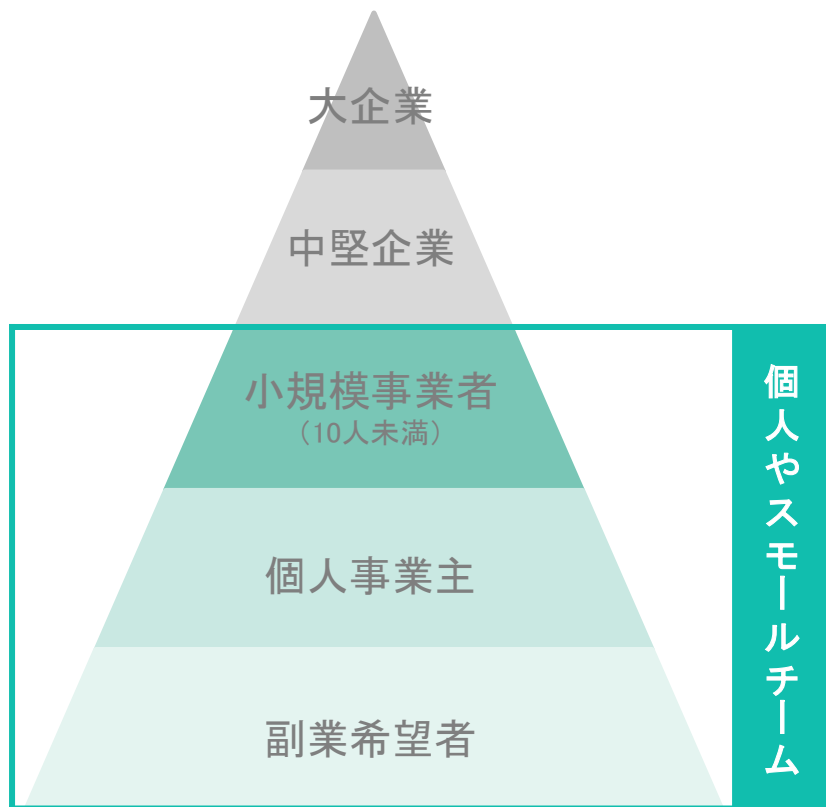 大企業
中堅企業
小規模事業者
（10人未満）
個人事業主
副業希望者
個人やスモールチーム